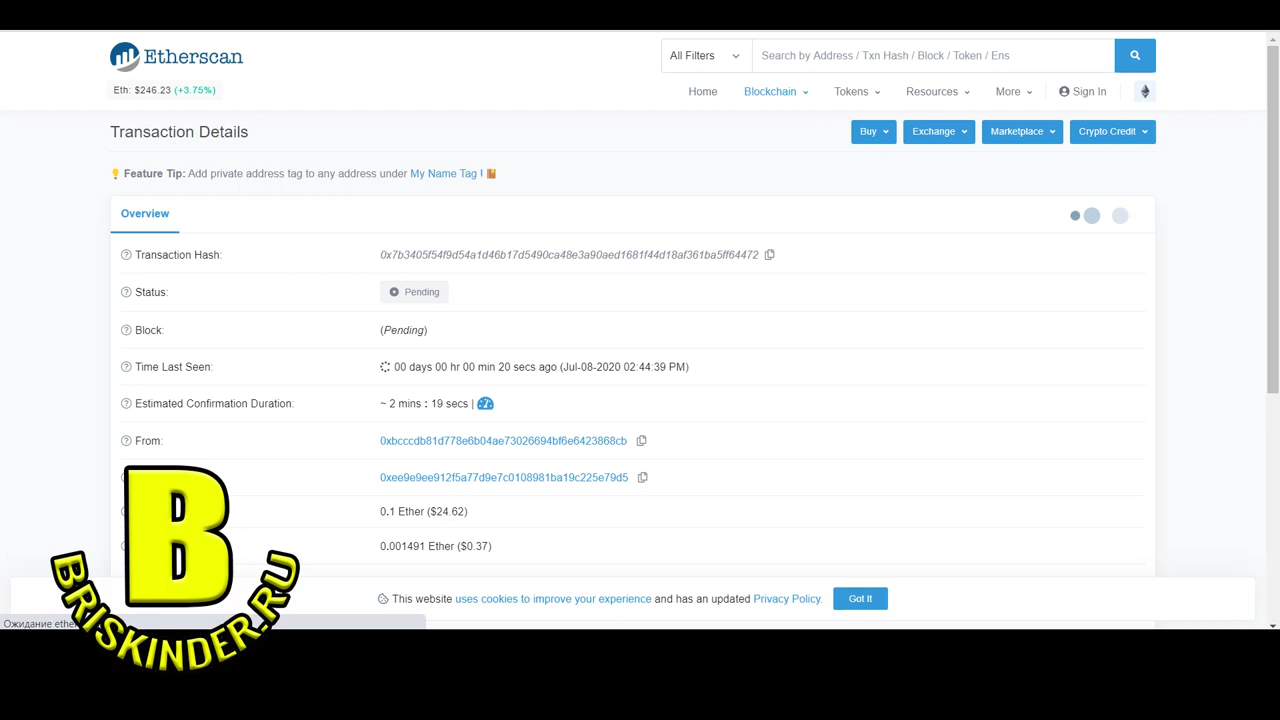 Etherscan
All Filters
Search by Address / Txn Hash / Block / Token / Ens
Eth: $246.23 (+3.75%)
Home Blockchain Tokens Resources More Sign In
Transaction Details
Buy Exchange Marketplace Crypto Credit
Feature Tip: Add private address tag to any address under My Name Tag !
Overview
Transaction Hash: 0x7b3405f54f9d54a1d46b17d5490ca48e3a90aed1681f44d18af361ba5ff64472
Status: Pending
Block: (Pending)
Time Last Seen: 00 days 00 hr 00 min 20 secs ago (Jul-08-2020 02:44:39 PM)
Estimated Confirmation Duration: ~ 2 mins : 19 secs |
From: 0xbcccdb81d778e6b04ae73026694bf6e6423868cb
0xee9e9ee912f5a77d9e7c0108981ba19c225e79d5
0.1 Ether ($24.62)
0.001491 Ether ($0.37)
This website uses cookies to improve your experience and has an updated Privacy Policy. Got It
Ожидание
B
BRISKINDER.RU